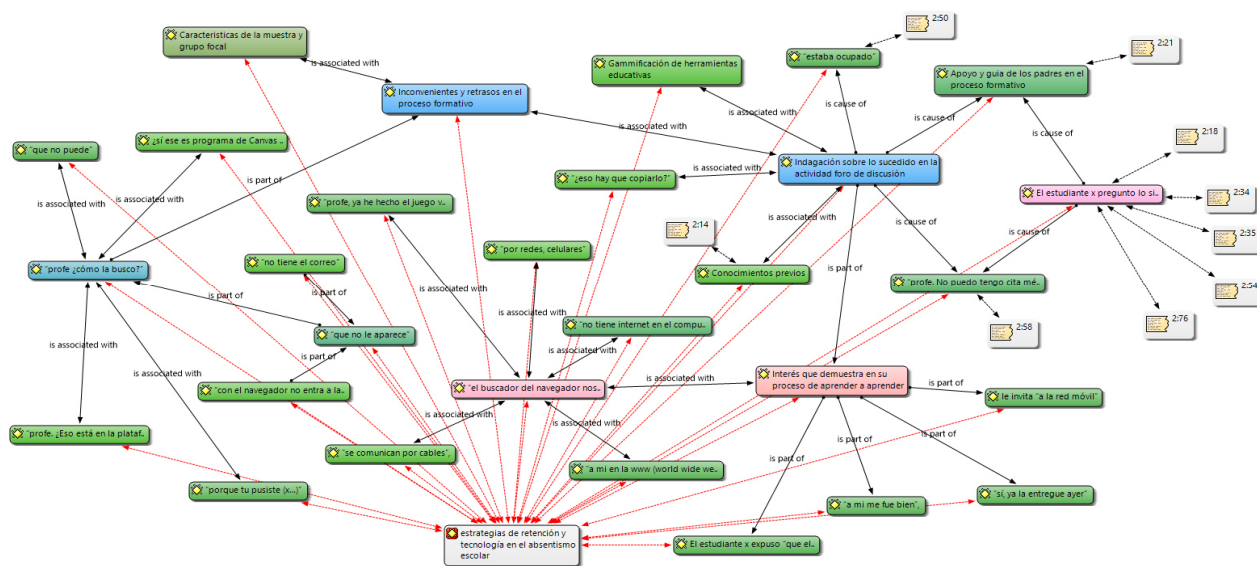 2:50
Características de la muestra y
grupo focal
is associated with
Gammificación de herramientas
educativas
"estaba ocupado"
2:21
Apoyo y guia de los padres en el
proceso formativo
Inconvenientes y retrasos en el
proceso formativo
is cause of
is associated with
is cause of
2:18
¿sí ese es programa de Canvas ..
"que no puede"
is part of
"¿eso hay que copiarlo?"
is associated with
Indagación sobre lo sucedido en la
actividad foro de discusión
El estudiante x pregunto lo si..
2:34
is associated with
is associated with
"profe, ya he hecho el juego v..
2:14
is associated with
is cause of
is cause of
2:35
"por redes, celulares"
"profe ¿cómo la busco?"
"no tiene el correo"
Conocimientos previos
is part of
"profe. No puedo tengo cita mé..
2:54
is part of
is part of
is associated with
is associated with
2:76
2:58
"que no le aparece"
"no tiene internet en el compu..
is associated with
is part of
is associated with
is associated with
"con el navegador no entra a la..
"el buscador del navegador nos..
is associated with
Interés que demuestra en su
proceso de aprender a aprender
is part of
le invita "a la red móvil"
is associated with
is associated with
is part of
is part of
"profe. ¿Eso está en la plataf..
"se comunican por cables",
is part of
"a mi en la www (world wide we..
"porque tu pusiste (x...)"
"sí, ya la entregue ayer"
"a mi me fue bien",
estrategias de retención y
tecnología en el absentismo
escolar
El estudiante x expuso "que el..